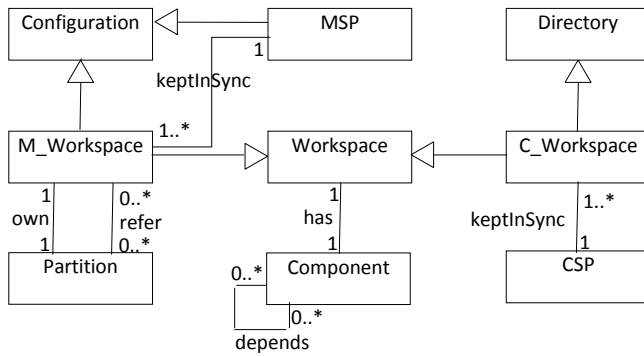 Configuration
MSP
Directory
1
keptInSync
1..*
M_Workspace
Workspace
C_Workspace
1
0..*
1
1..*
own
refer
has
keptInSync
1
0..*
1
1
Partition
0..*
Component
CSP
0..*
depends